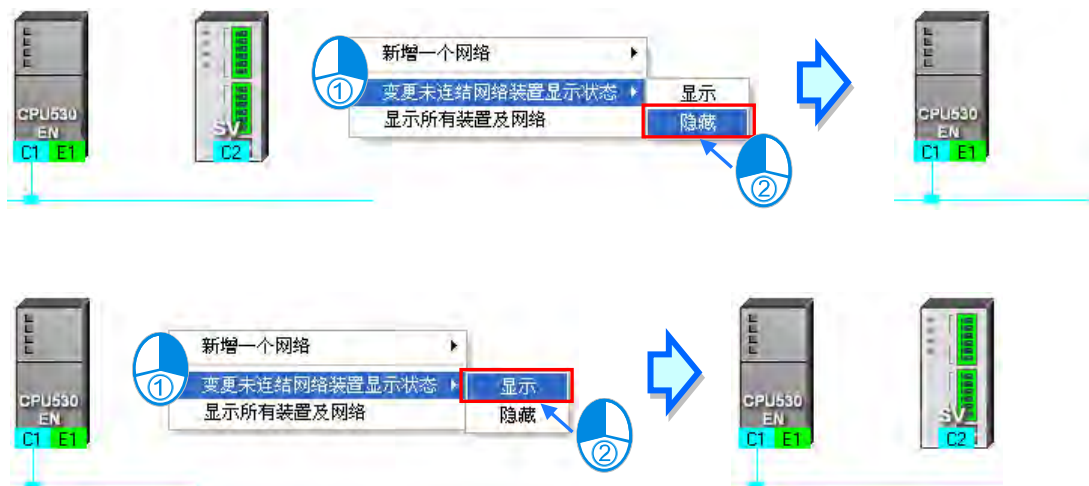 CPU530
EN
C1 E1
SV
C2
①
新增一个网络
变更未连结网络装置显示状态
显示所有装置及网络
显示
隐藏
②
CPU530
EN
C1 E1
CPU530
EN
C1 E1
①
新增一个网络
变更未连结网络装置显示状态
显示所有装置及网络
显示
隐藏
②
CPU530
EN
C1 E1
SV
C2